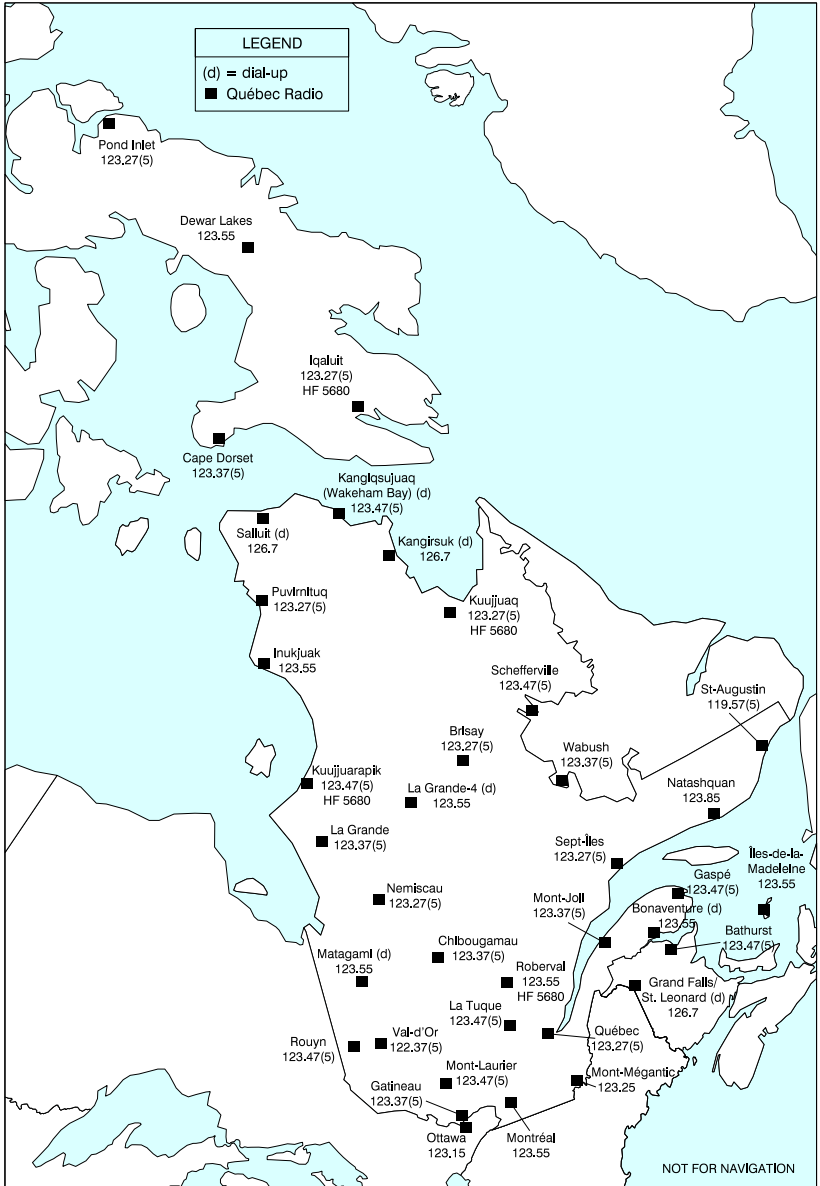 LEGEND
(d) = dial-up
Québec Radio
Pond Inlet
123.27(5)
Dewar Lakes
123.55
Iqaluit
123.27(5)
HF 5680
Cape Dorset
123.37(5)
Kangiqsujuaq
(Wakeham Bay) (d)
123.47(5)
Salluit (d)
126.7
Kangirsuk (d)
126.7
Puvirnituq
123.27(5)
Kuujjuaq
123.27(5)
HF 5680
Inukjuak
123.55
Schefferville
123.47(5)
St-Augustin
119.57(5)
Brisay
123.27(5)
Wabush
123.37(5)
Kuujjuarapik
123.47(5)
HF 5680
La Grande-4 (d)
123.55
Natashquan
123.85
La Grande
123.37(5)
Sept-Îles
123.27(5)
Îles-de-la-
Madeleine
123.55
Gaspé
123.47(5)
Nemiscau
123.27(5)
Mont-Joli
123.37(5)
Bonaventure (d)
123.55
Bathurst
123.47(5)
Chibougamau
123.37(5)
Matagami (d)
123.55
Roberval
123.55
HF 5680
Grand Falls/
St. Leonard (d)
126.7
La Tuque
123.47(5)
Québec
123.27(5)
Rouyn
123.47(5)
Val-d'Or
122.37(5)
Mont-Laurier
123.47(5)
Mont-Mégantic
123.25
Gatineau
123.37(5)
Ottawa
123.15
Montréal
123.55
NOT FOR NAVIGATION